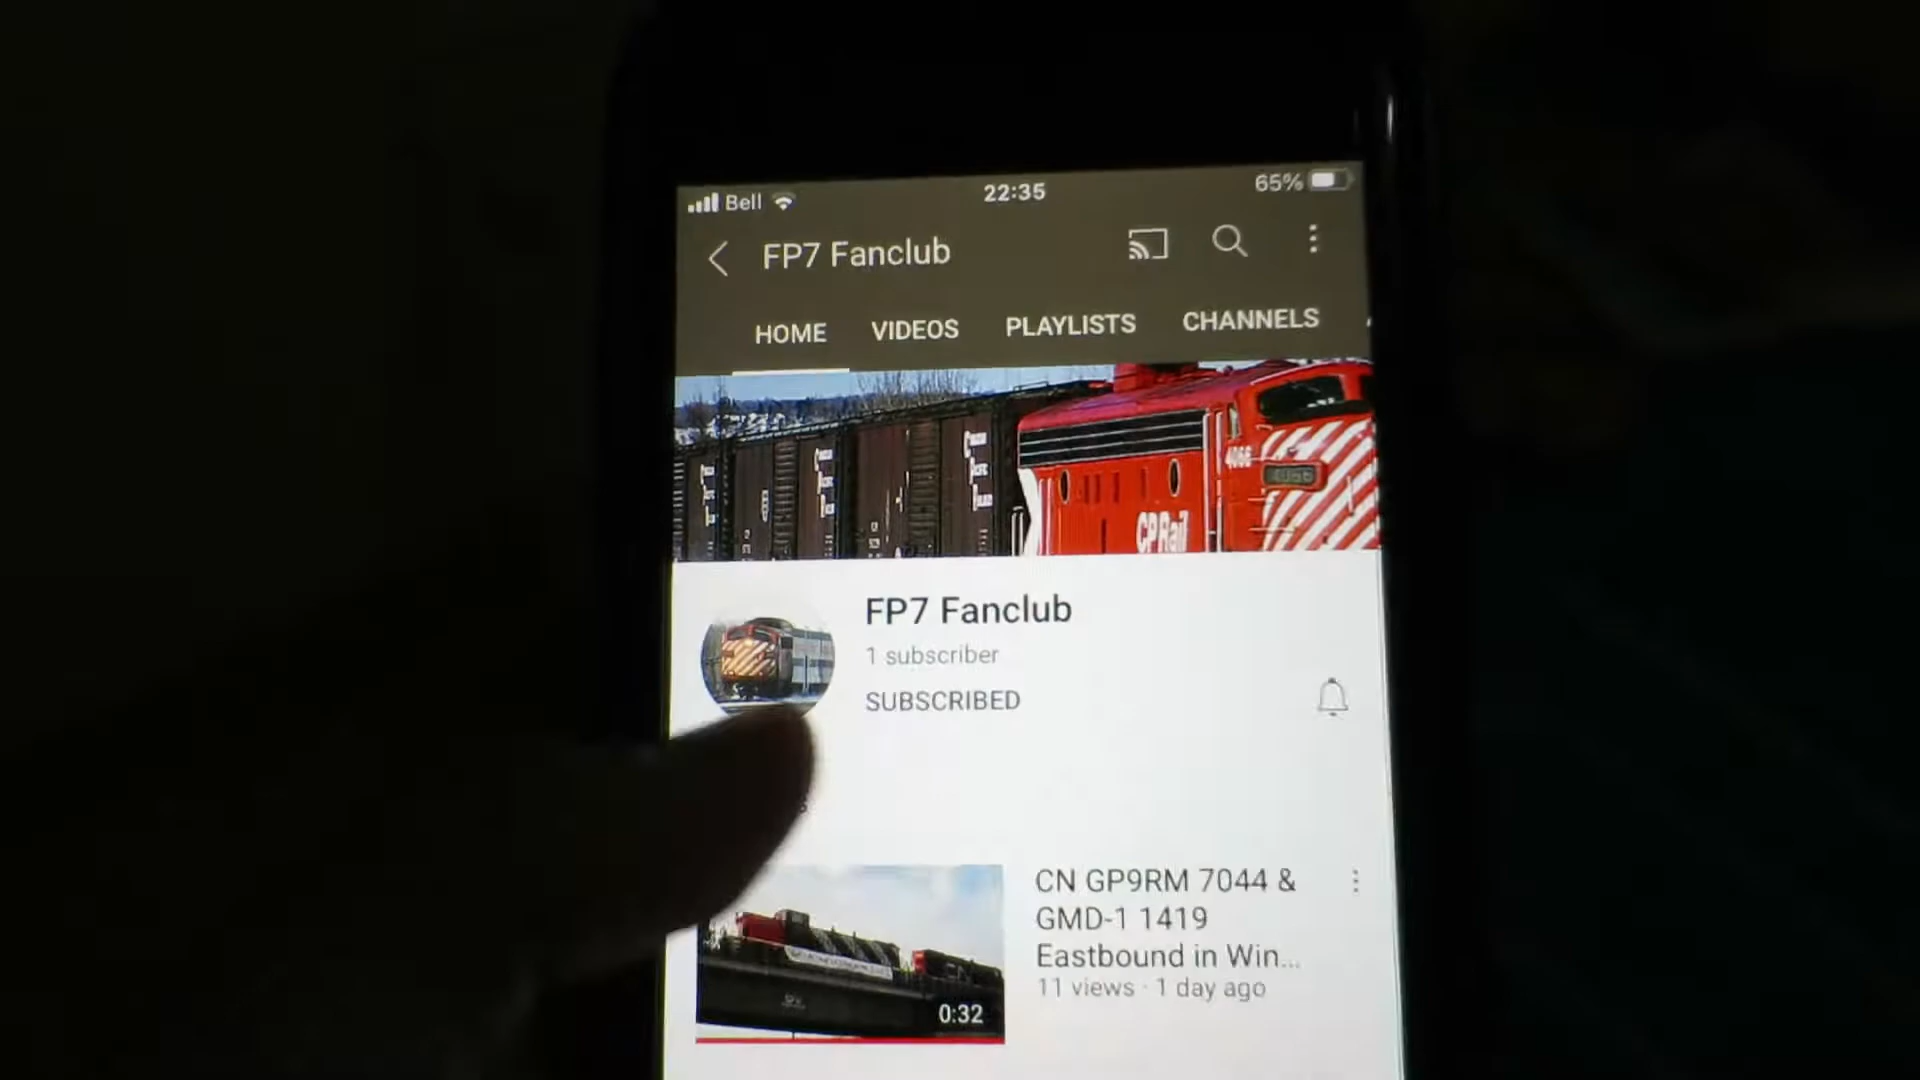 Bell 22:35 65%
FP7 Fanclub
HOME VIDEOS PLAYLISTS CHANNELS
4066
4066
CP Rail
FP7 Fanclub
1 subscriber
SUBSCRIBED
CN GP9RM 7044 &
GMD-1 1419
Eastbound in Win...
11 views · 1 day ago
0:32